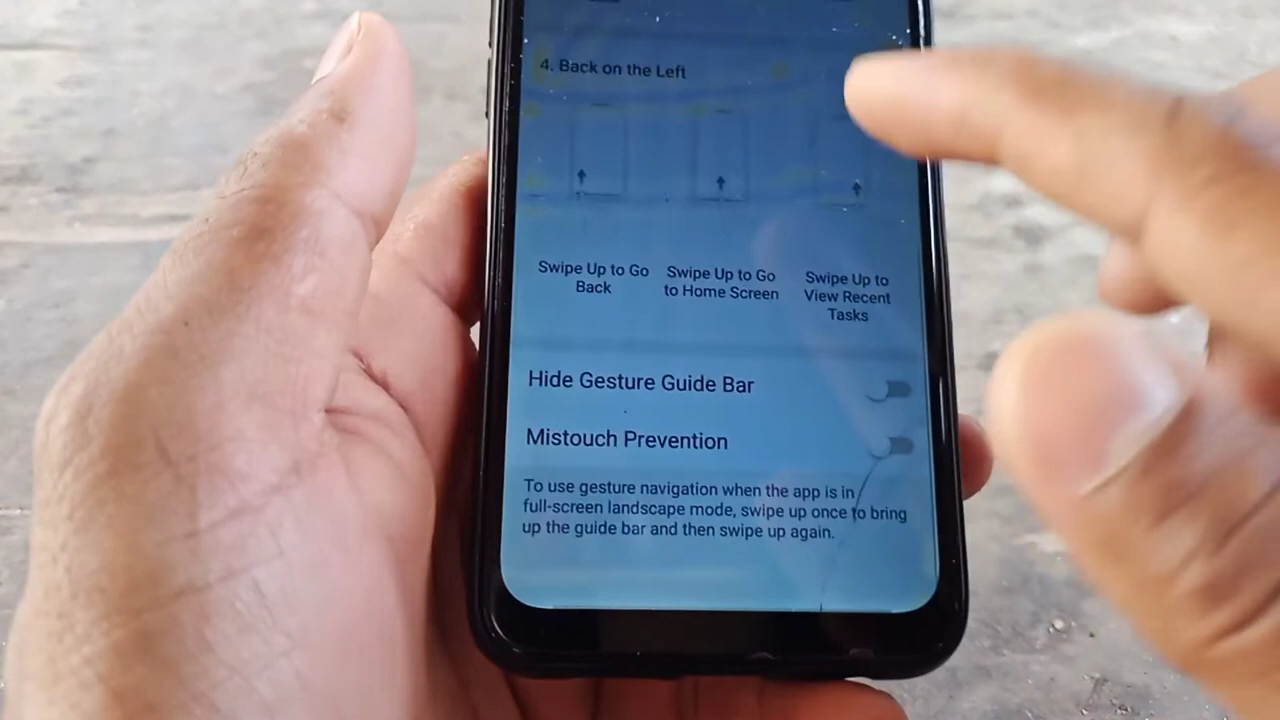 4. Back on the Left
Swipe Up to Go
Back
Swipe Up to Go
to Home Screen
Swipe Up to
View Recent
Tasks
Hide Gesture Guide Bar
Mistouch Prevention
To use gesture navigation when the app is in
full-screen landscape mode, swipe up once to bring
up the guide bar and then swipe up again.